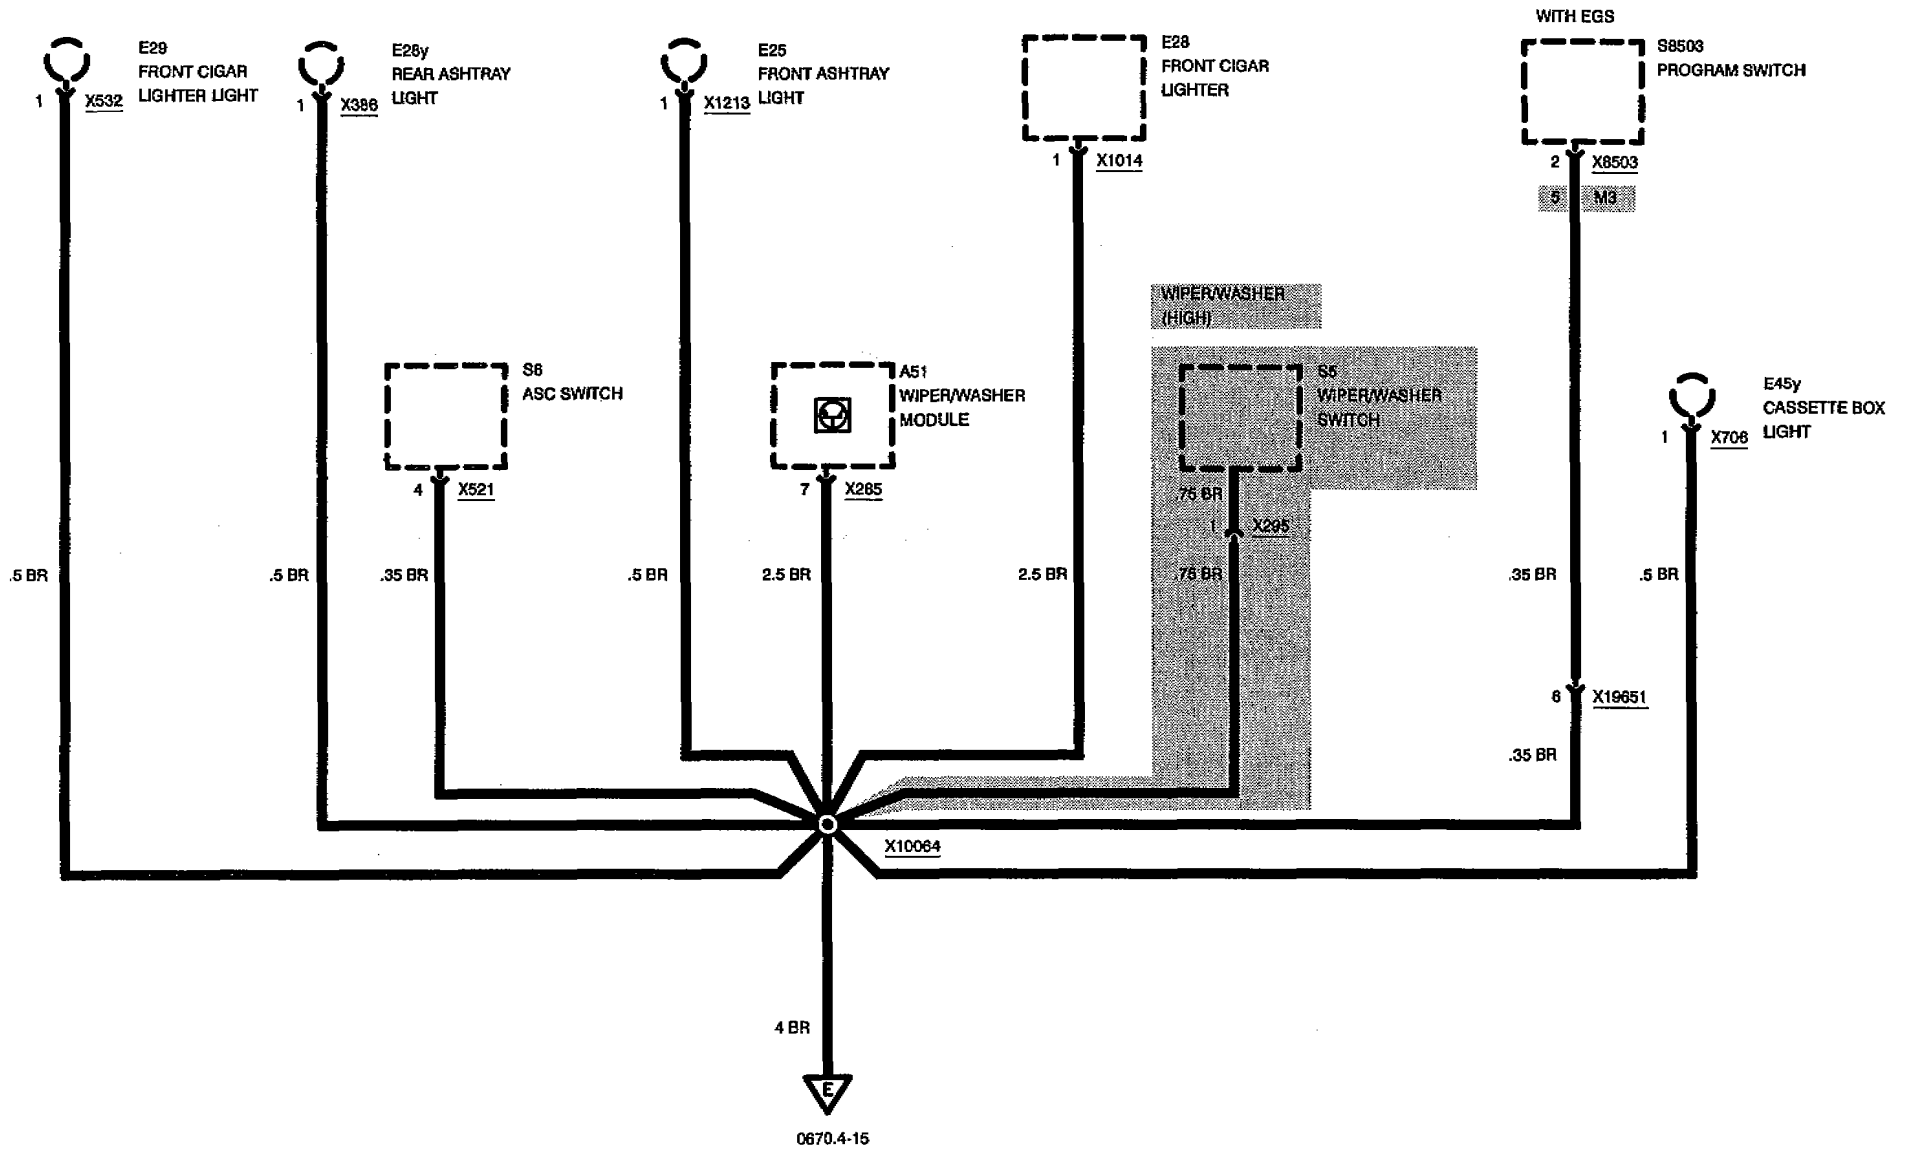 WITH EGS
E29
FRONT CIGAR
LIGHTER LIGHT
1 X532
E28y
REAR ASHTRAY
LIGHT
1 X386
E25
FRONT ASHTRAY
LIGHT
1 X1213
E28
FRONT CIGAR
LIGHTER
1 X1014
S8503
PROGRAM SWITCH
2 X8503
5 M3
WIPER/WASHER
(HIGH)
S6
ASC SWITCH
4 X521
A51
WIPER/WASHER
MODULE
7 X265
S5
WIPER/WASHER
SWITCH
.75 BR
1 X295
E45y
CASSETTE BOX
LIGHT
1 X706
.5 BR
.5 BR
.35 BR
.5 BR
2.5 BR
2.5 BR
.75 BR
.35 BR
.5 BR
6 X19651
.35 BR
X10064
4 BR
E
0670.4-15